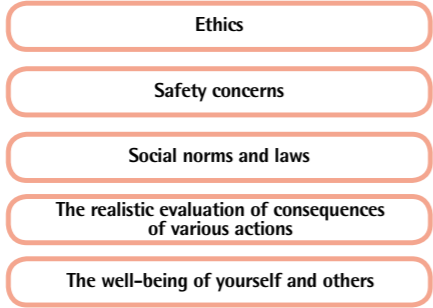 Ethics
Safety concerns
Social norms and laws
The realistic evaluation of consequences
of various actions
The well-being of yourself and others